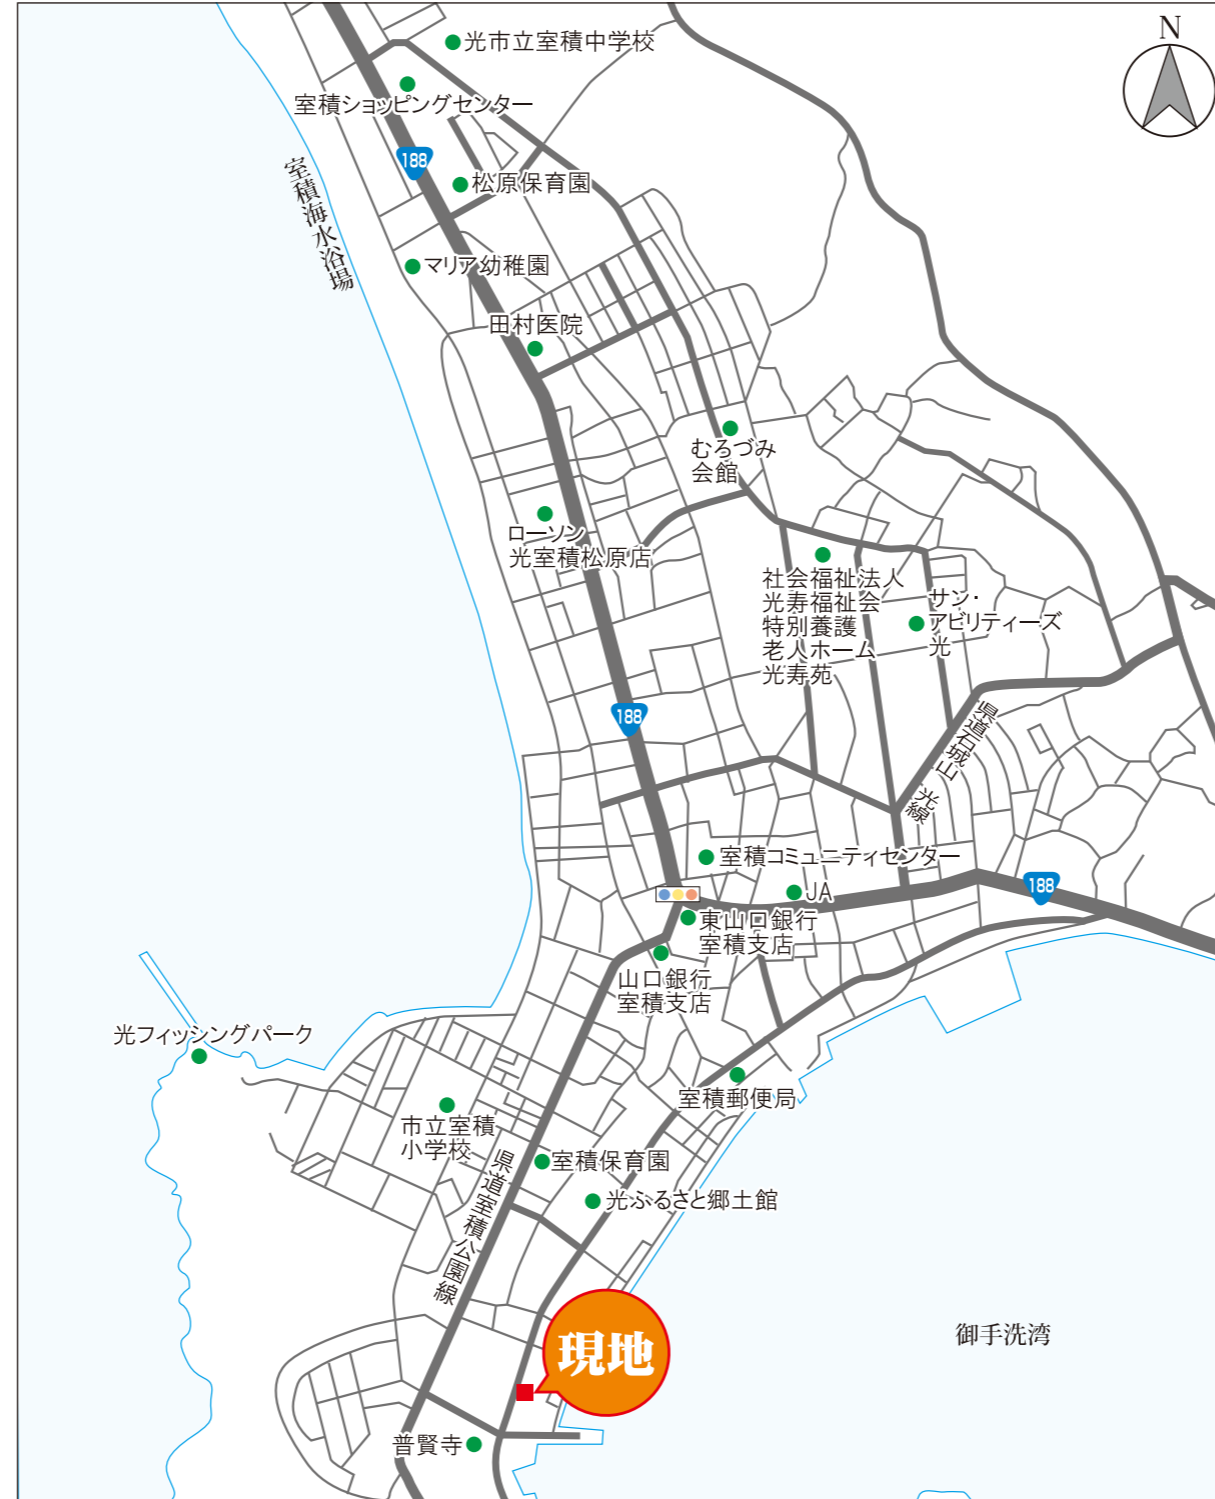 光市立室積中学校
N
室積ショッピングセンター
188
室積海水浴場
松原保育園
マリア幼稚園
田村医院
むろづみ
会館
ローソン
光室積松原店
社会福祉法人
光寿福祉会
特別養護
老人ホーム
光寿苑
サン・
アビリティーズ
光
188
県道石城山光線
室積コミュニティセンター
JA
188
東山口銀行
室積支店
山口銀行
室積支店
光フィッシングパーク
室積郵便局
市立室積
小学校
室積保育園
県道室積公園線
光ふるさと郷土館
御手洗湾
現地
普賢寺